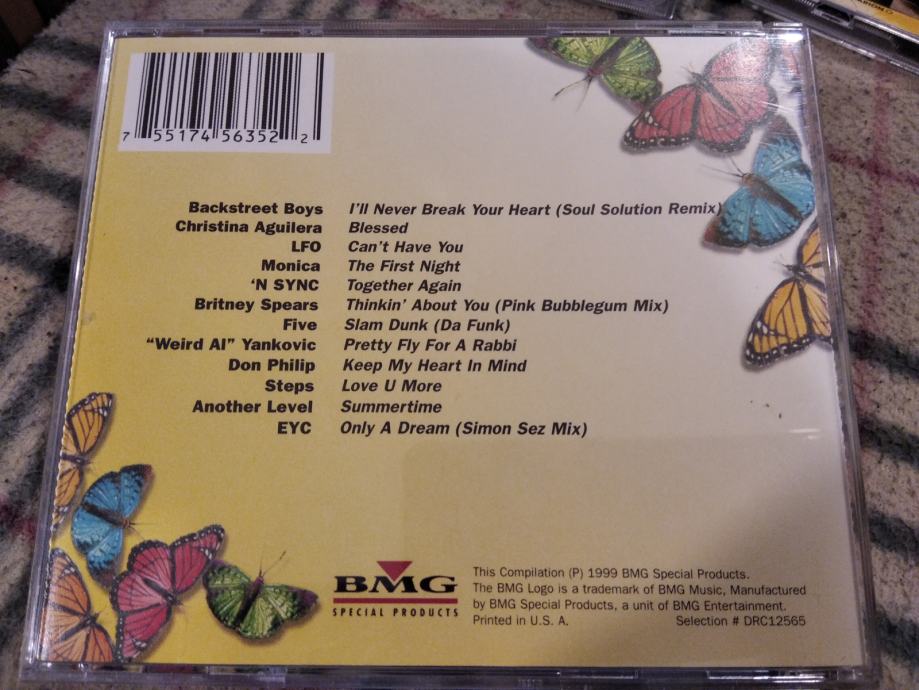 7 55174 56352 2
Backstreet Boys I'll Never Break Your Heart (Soul Solution Remix)
Christina Aguilera Blessed
LFO Can't Have You
Monica The First Night
'N SYNC Together Again
Britney Spears Thinkin' About You (Pink Bubblegum Mix)
Five Slam Dunk (Da Funk)
"Weird Al" Yankovic Pretty Fly For A Rabbi
Don Philip Keep My Heart In Mind
Steps Love U More
Another Level Summertime
EYC Only A Dream (Simon Sez Mix)
BMG
SPECIAL PRODUCTS
This Compilation (P) 1999 BMG Special Products.
The BMG Logo is a trademark of BMG Music, Manufactured
by BMG Special Products, a unit of BMG Entertainment.
Printed in U. S. A. Selection # DRC12565